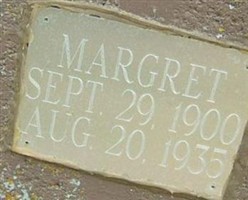 MARGRET
SEPT. 29, 1900
AUG. 20, 1935